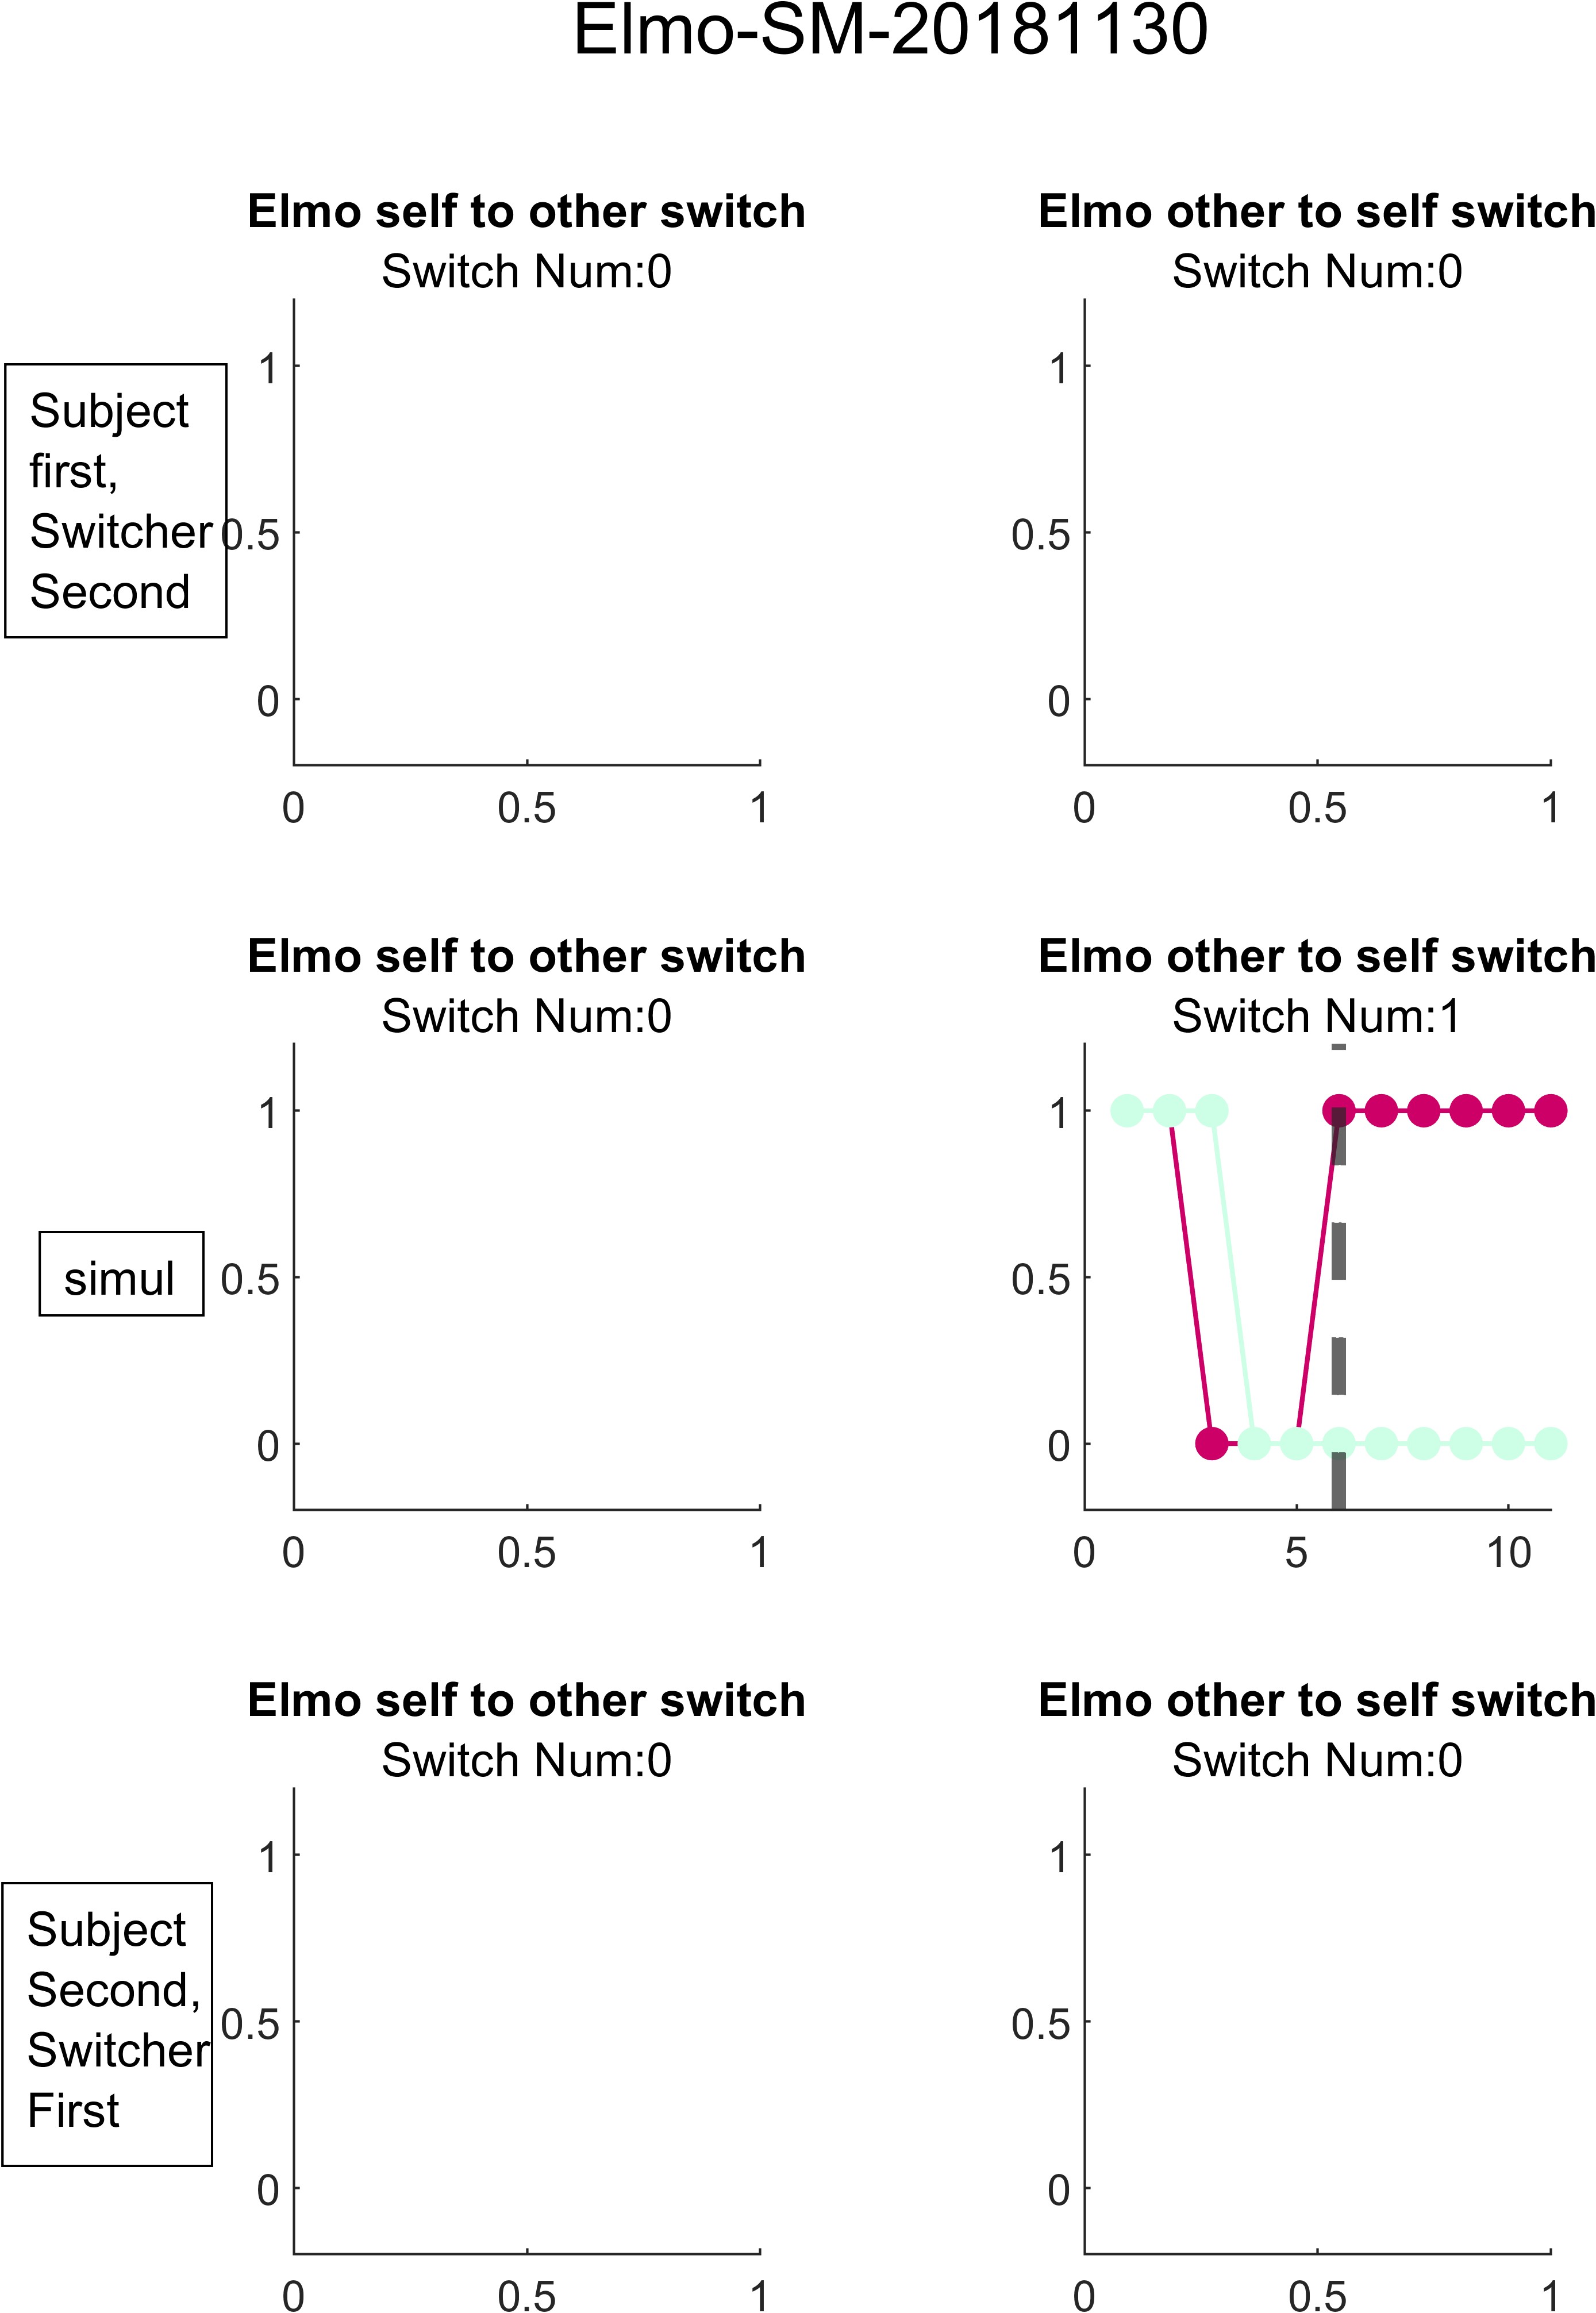 Elmo-SM-20181130
Elmo self to other switch
Switch Num:0
Elmo other to self switch
Switch Num:0
Subject
first,
Switcher
Second
1
0.5
0
0
0.5
1
1
0.5
0
0
0.5
1
Elmo self to other switch
Switch Num:0
Elmo other to self switch
Switch Num:1
simul
1
0.5
0
0
0.5
1
1
0.5
0
0
5
10
Elmo self to other switch
Switch Num:0
Elmo other to self switch
Switch Num:0
Subject
Second,
Switcher
First
1
0.5
0
0
0.5
1
1
0.5
0
0
0.5
1